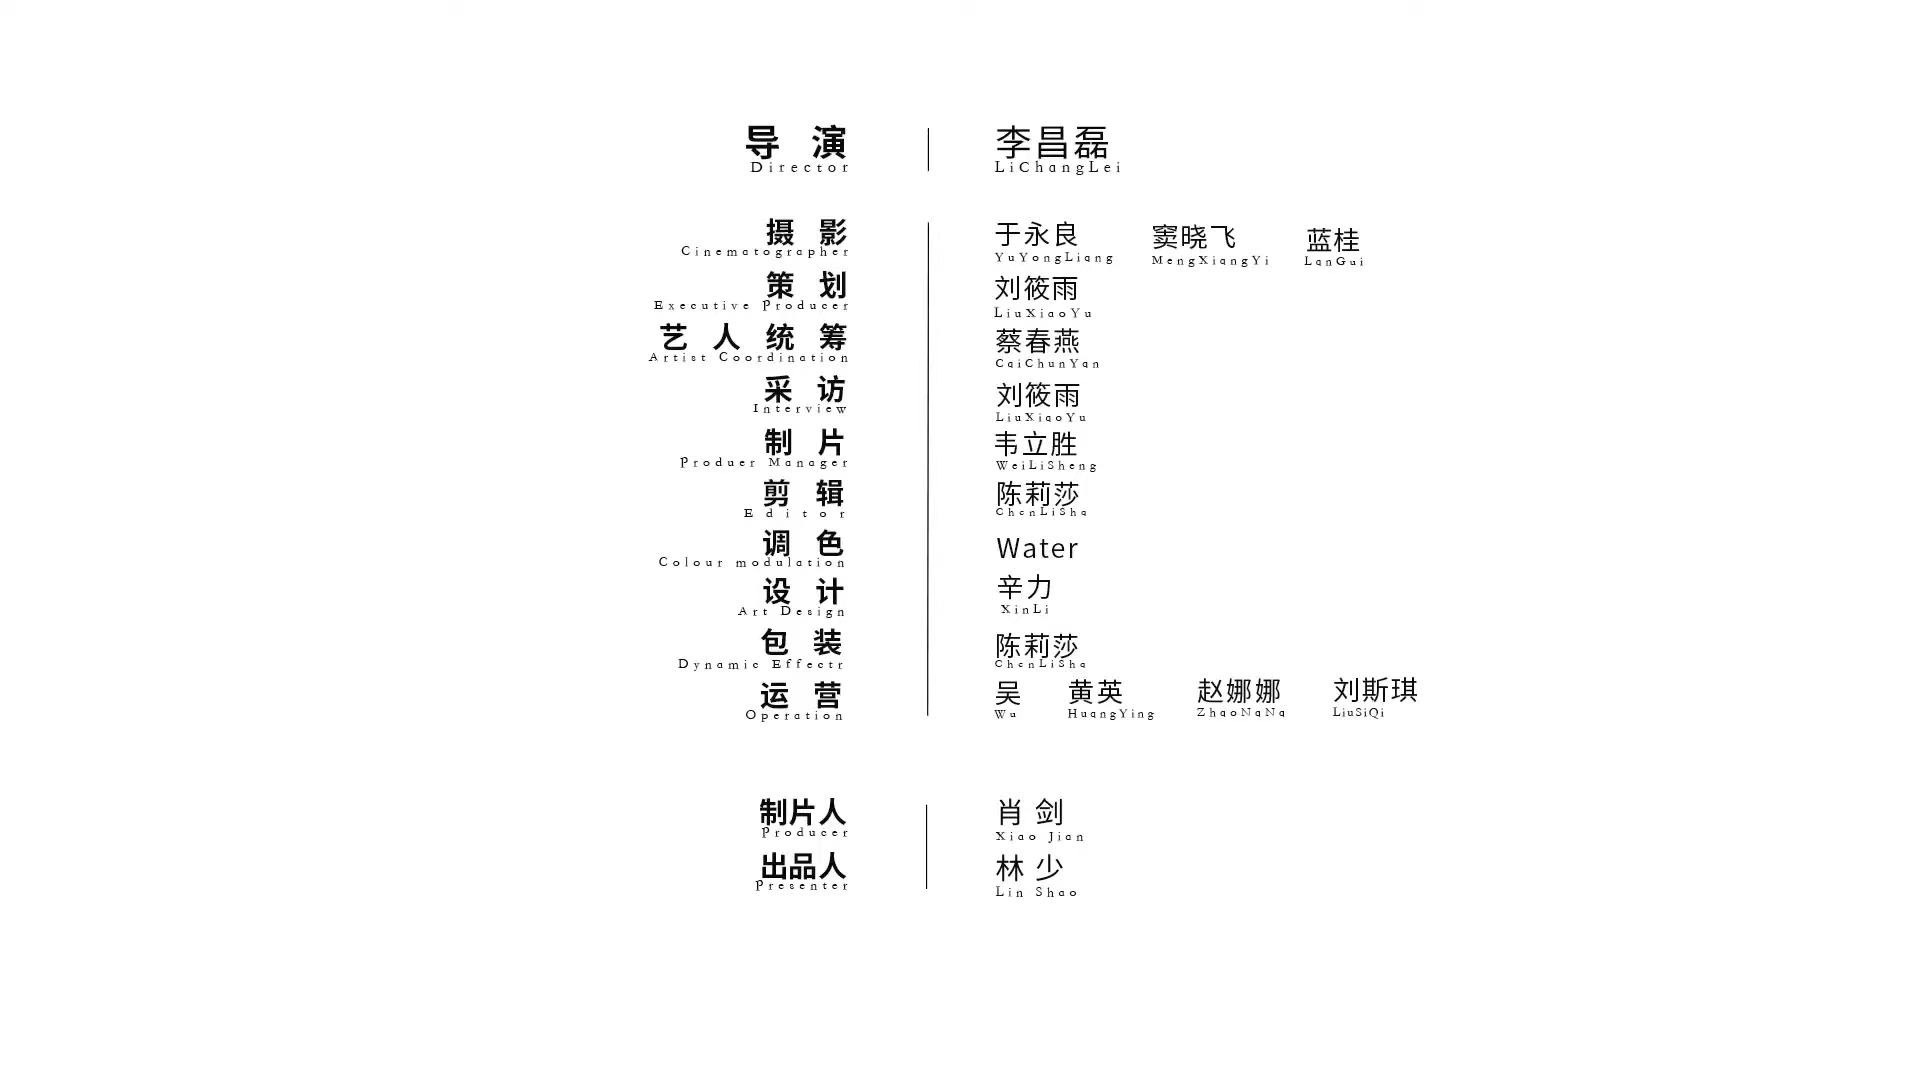 导 演 李昌磊
Director LiChangLei
摄 影 于永良 窦晓飞 蓝桂
Cinematographer YuYongLiang MengXiangYi LanGui
策 划 刘筱雨
Executive Producer LiuXiaoYu
艺 人 统 筹 蔡春燕
Artist Coordination CaiChunYan
采 访 刘筱雨
Interview LiuXiaoYu
制 片 韦立胜
Produer Manager WeiLiSheng
剪 辑 陈莉莎
Editor ChenLiSha
调 色 Water
Colour modulation
设 计 辛力
Art Design XinLi
包 装 陈莉莎
Dynamic Effectr ChenLiSha
运 营 吴 黄英 赵娜娜 刘斯琪
Operation Wu HuangYing ZhaoNaNa LiuSiQi
制片人 肖 剑
Producer Xiao Jian
出品人 林 少
Presenter Lin Shao